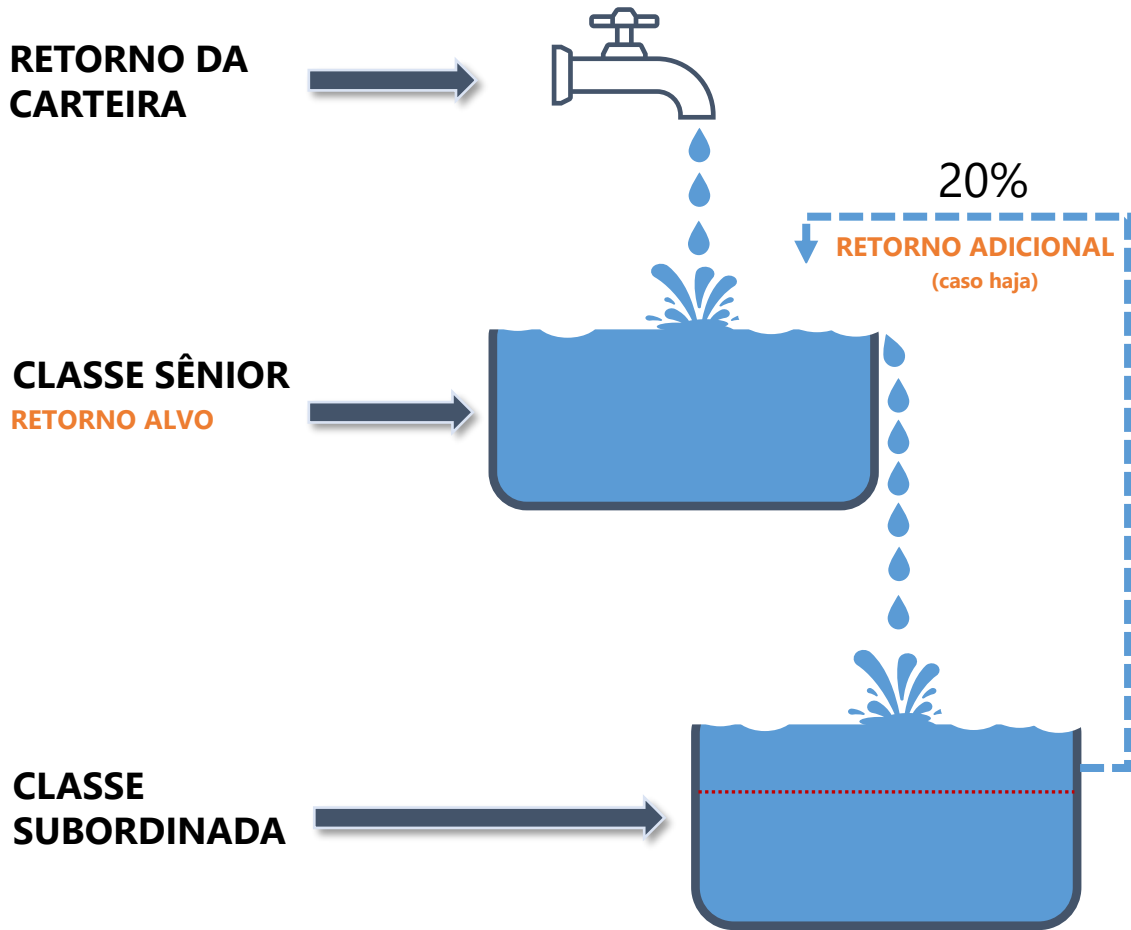 RETORNO DA
CARTEIRA
20%
RETORNO ADICIONAL
(caso haja)
CLASSE SÊNIOR
RETORNO ALVO
CLASSE
SUBORDINADA